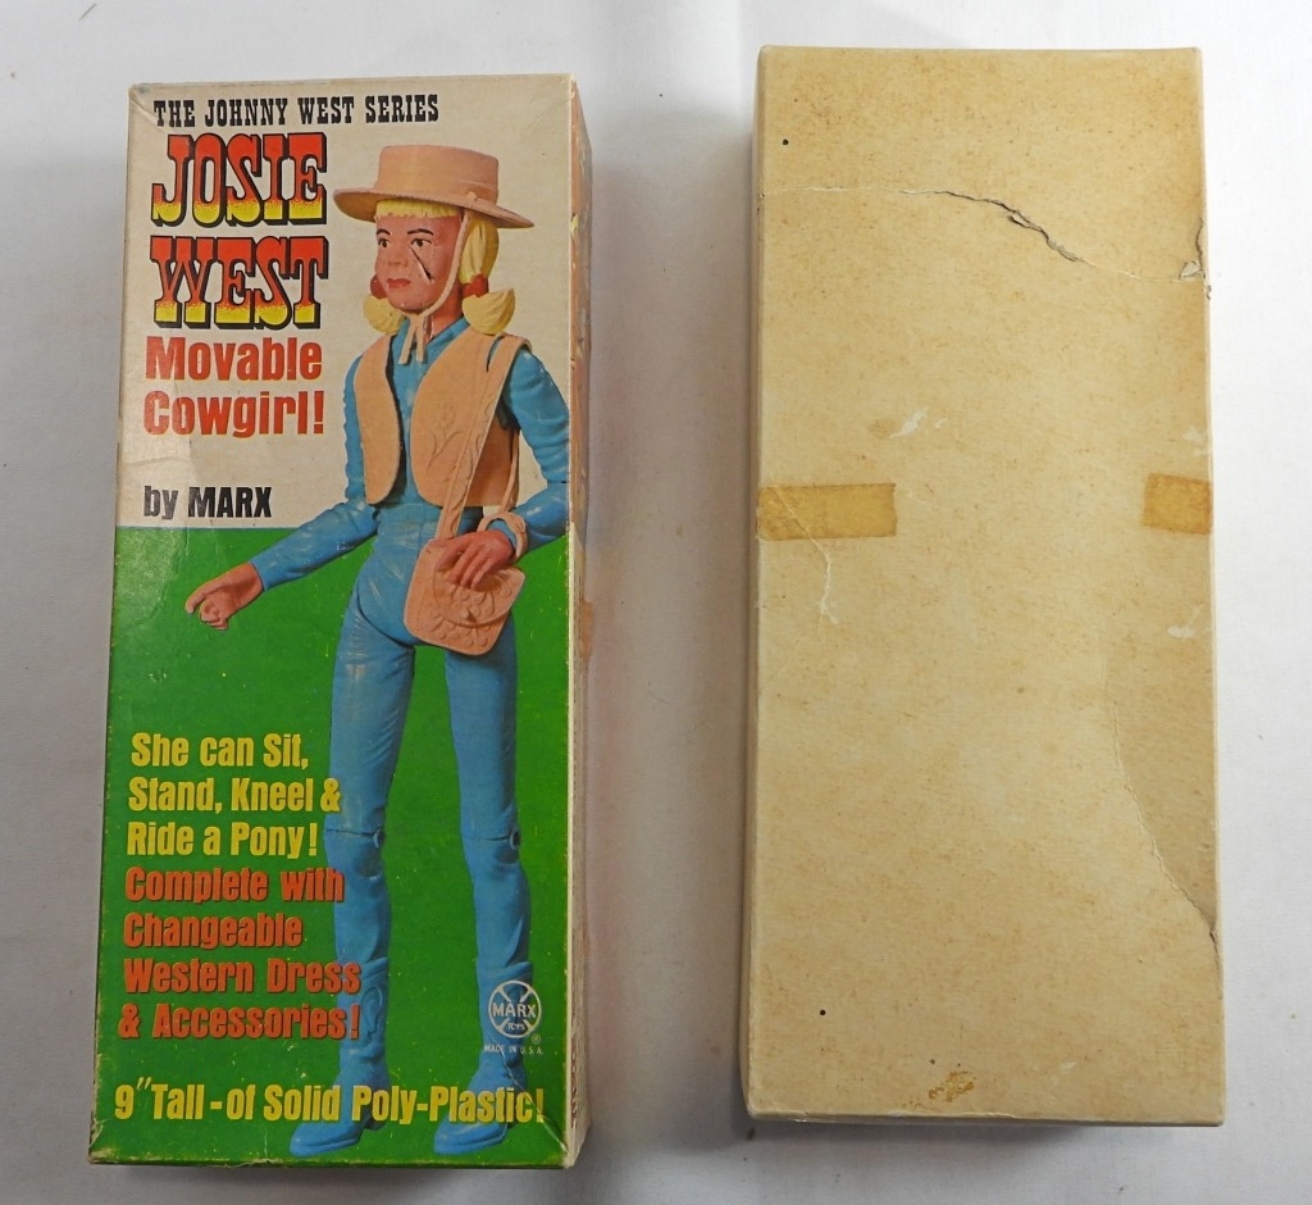 THE JOHNNY WEST SERIES
JOSIE
WEST
Movable
Cowgirl!
by MARX
She can Sit,
Stand, Kneel &
Ride a Pony!
Complete with
Changeable
Western Dress
& Accessories!
MARX
TOYS
®
MADE IN U.S.A.
9" Tall - of Solid Poly-Plastic!